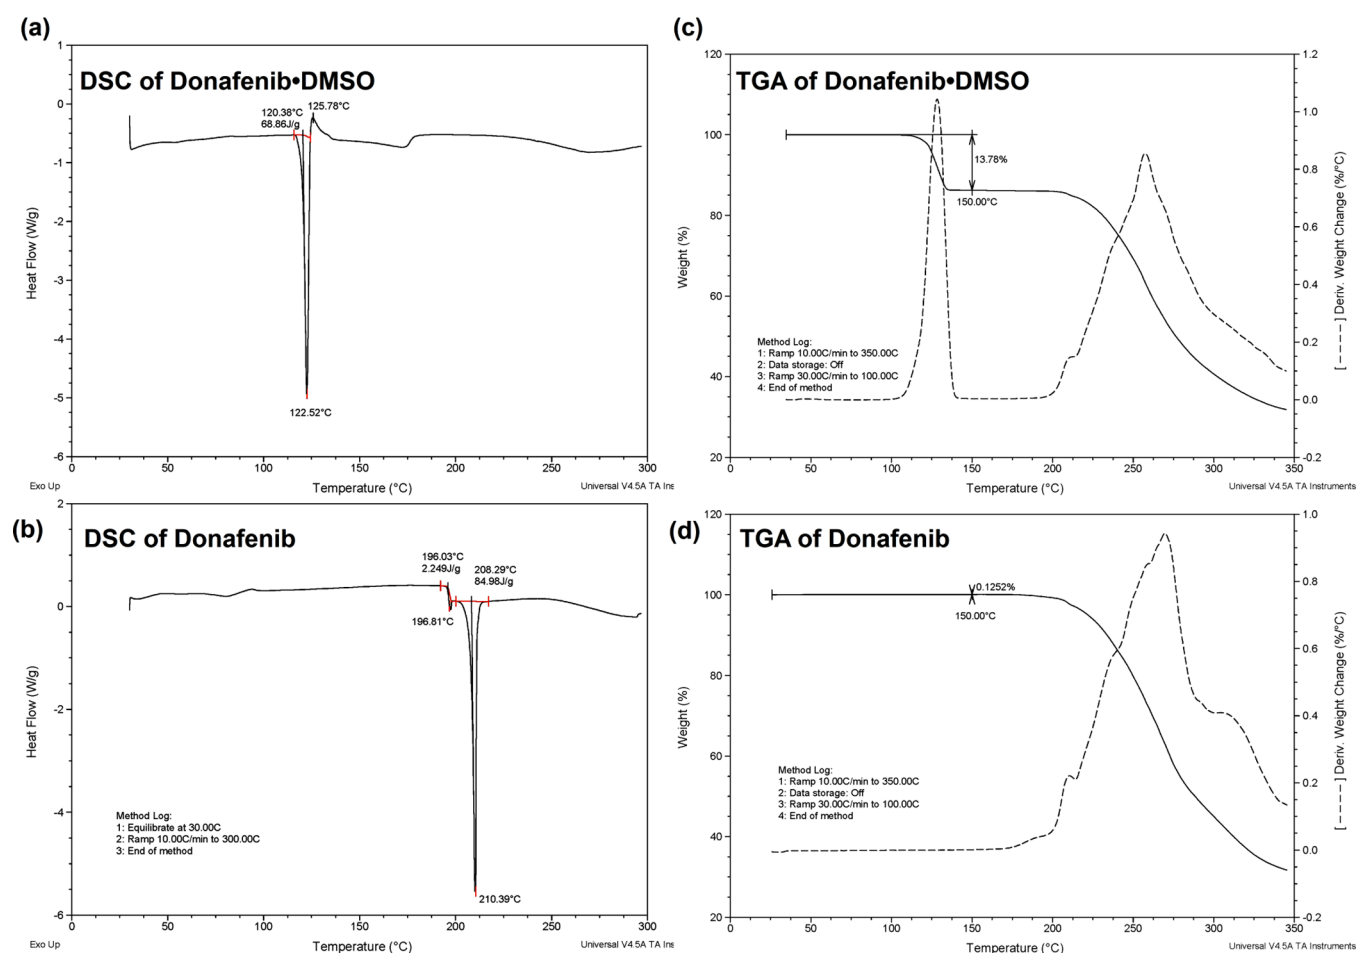 (a)
DSC of Donafenib•DMSO
120.38°C
68.86J/g
125.78°C
122.52°C
1
0
-1
-2
-3
-4
-5
-6
Heat Flow (W/g)
0
50
100
150
200
250
300
Exo Up
Temperature (°C)
Universal V4.5A TA Ins
(c)
TGA of Donafenib•DMSO
13.78%
150.00°C
120
100
80
60
40
20
Weight (%)
Method Log:
1: Ramp 10.00C/min to 350.00C
2: Data storage: Off
3: Ramp 30.00C/min to 100.00C
4: End of method
1.2
1.0
0.8
0.6
0.4
0.2
0.0
-0.2
[ – – – – ] Deriv. Weight Change (%/°C)
0
50
100
150
200
250
300
350
Temperature (°C)
Universal V4.5A TA Instruments
(b)
DSC of Donafenib
196.03°C
2.249J/g
208.29°C
84.98J/g
196.81°C
210.39°C
2
0
-2
-4
-6
Heat Flow (W/g)
Method Log:
1: Equilibrate at 30.00C
2: Ramp 10.00C/min to 300.00C
3: End of method
0
50
100
150
200
250
300
Exo Up
Temperature (°C)
Universal V4.5A TA Ins
(d)
TGA of Donafenib
0.1252%
150.00°C
120
100
80
60
40
20
Weight (%)
Method Log:
1: Ramp 10.00C/min to 350.00C
2: Data storage: Off
3: Ramp 30.00C/min to 100.00C
4: End of method
1.0
0.8
0.6
0.4
0.2
0.0
-0.2
[ – – – – ] Deriv. Weight Change (%/°C)
0
50
100
150
200
250
300
350
Temperature (°C)
Universal V4.5A TA Instruments